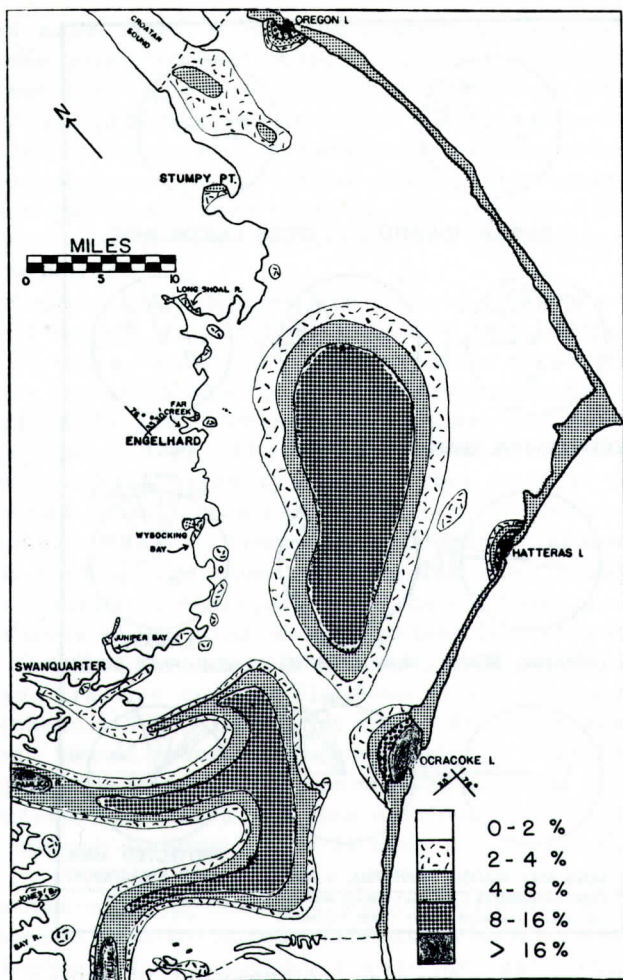 OREGON I.
CROATAN
SOUND
N
STUMPY PT.
MILES
0 5 10
LONG SHOAL R.
FAR
CREEK
ENGELHARD
WYSOCKING
BAY
HATTERAS I.
JUNIPER BAY
SWANQUARTER
OCRACOKE I.
R.
JONES B.
BAY R.
0-2 %
2-4 %
4-8 %
8-16 %
> 16 %